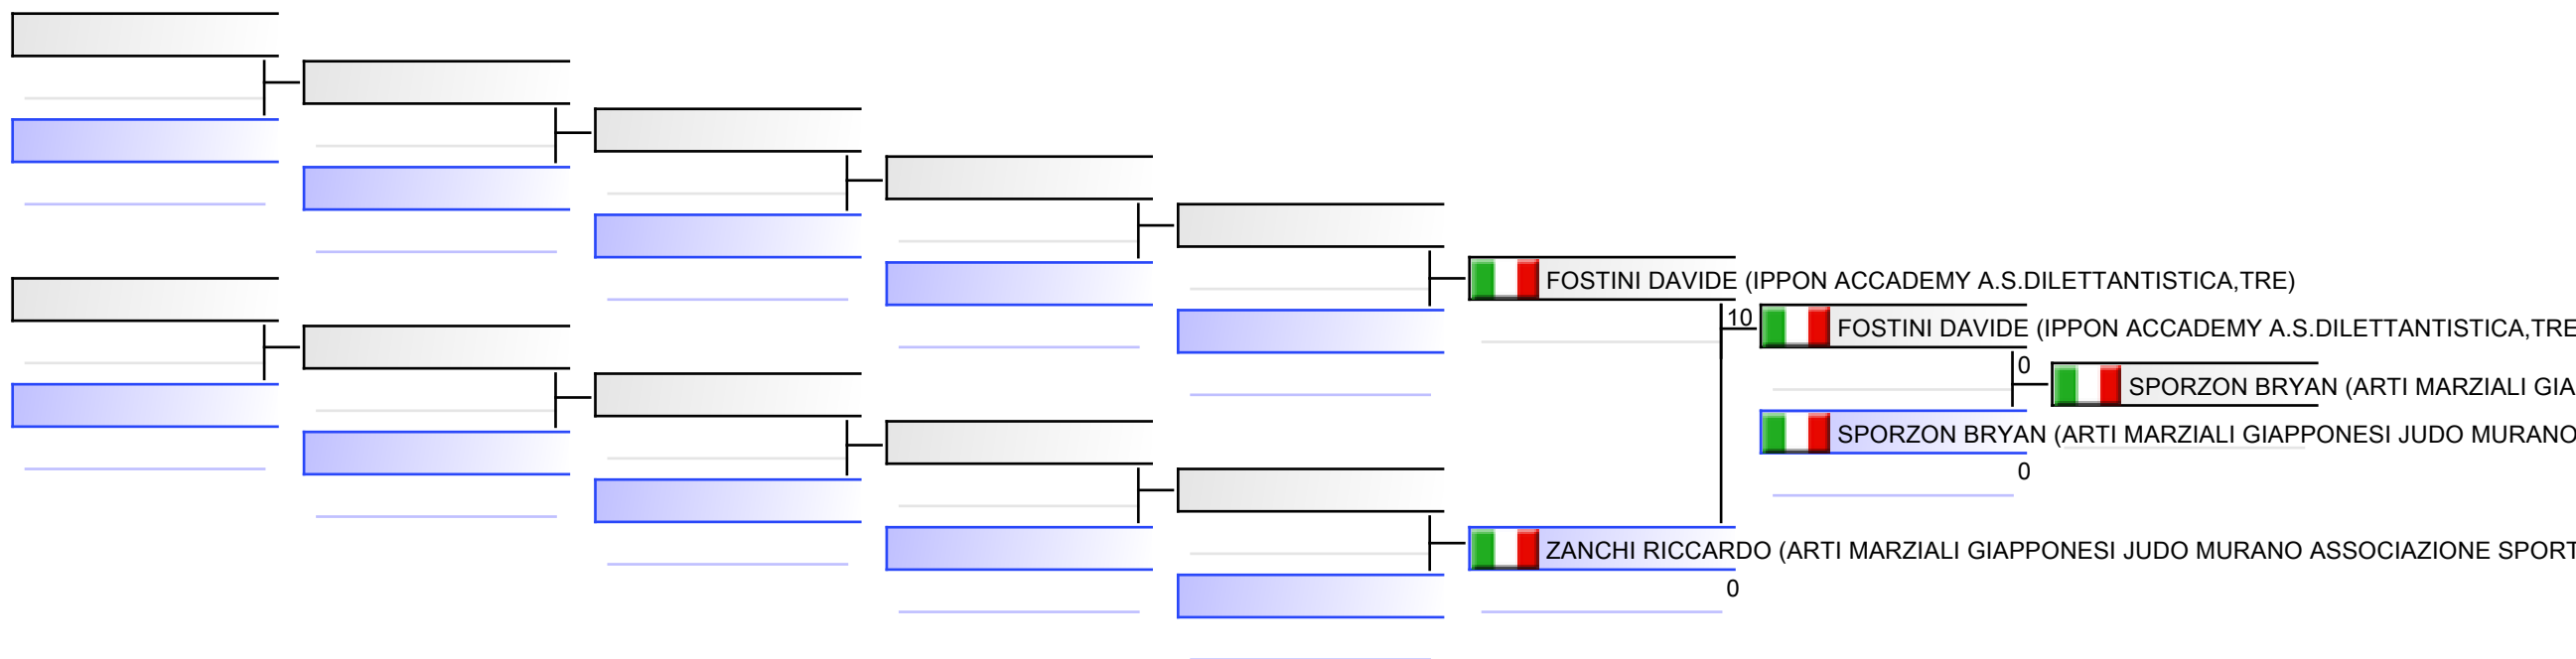 FOSTINI DAVIDE (IPPON ACCADEMY A.S.DILETTANTISTICA,TRE)
10
FOSTINI DAVIDE (IPPON ACCADEMY A.S.DILETTANTISTICA,TRE
0
SPORZON BRYAN (ARTI MARZIALI GIA
SPORZON BRYAN (ARTI MARZIALI GIAPPONESI JUDO MURANO
0
ZANCHI RICCARDO (ARTI MARZIALI GIAPPONESI JUDO MURANO ASSOCIAZIONE SPORT
0